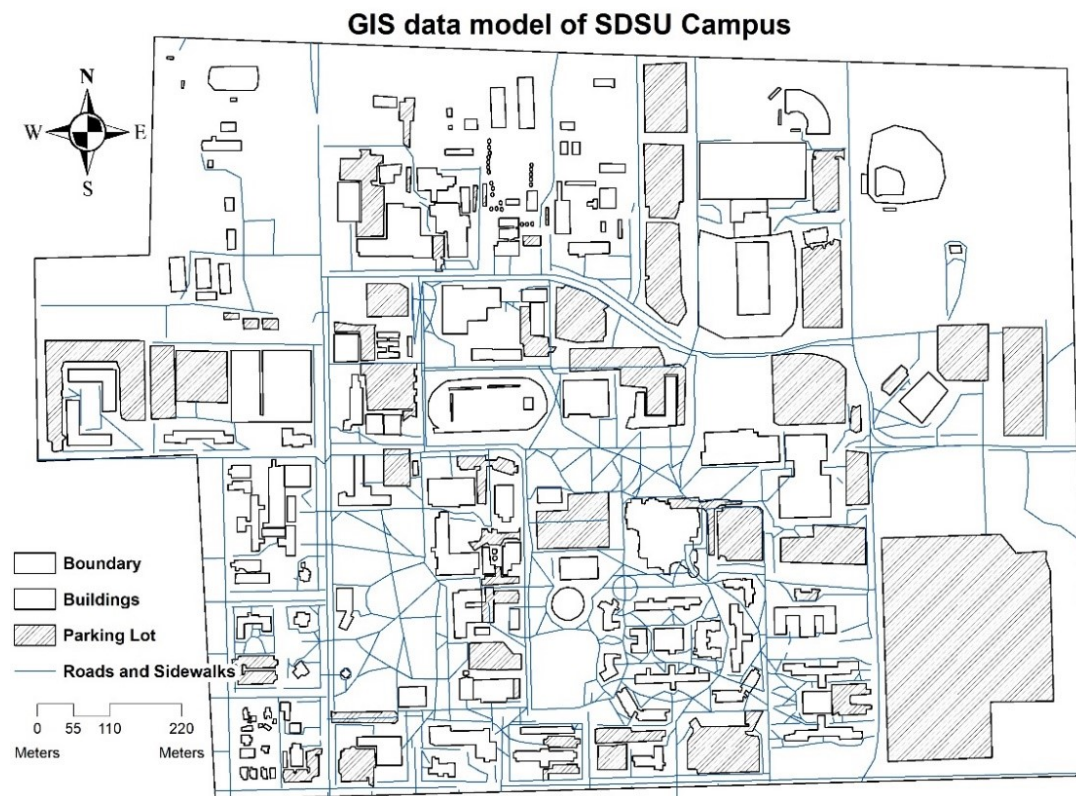 GIS data model of SDSU Campus
N
W E
S
Boundary
Buildings
Parking Lot
Roads and Sidewalks
0 55 110 220
Meters Meters